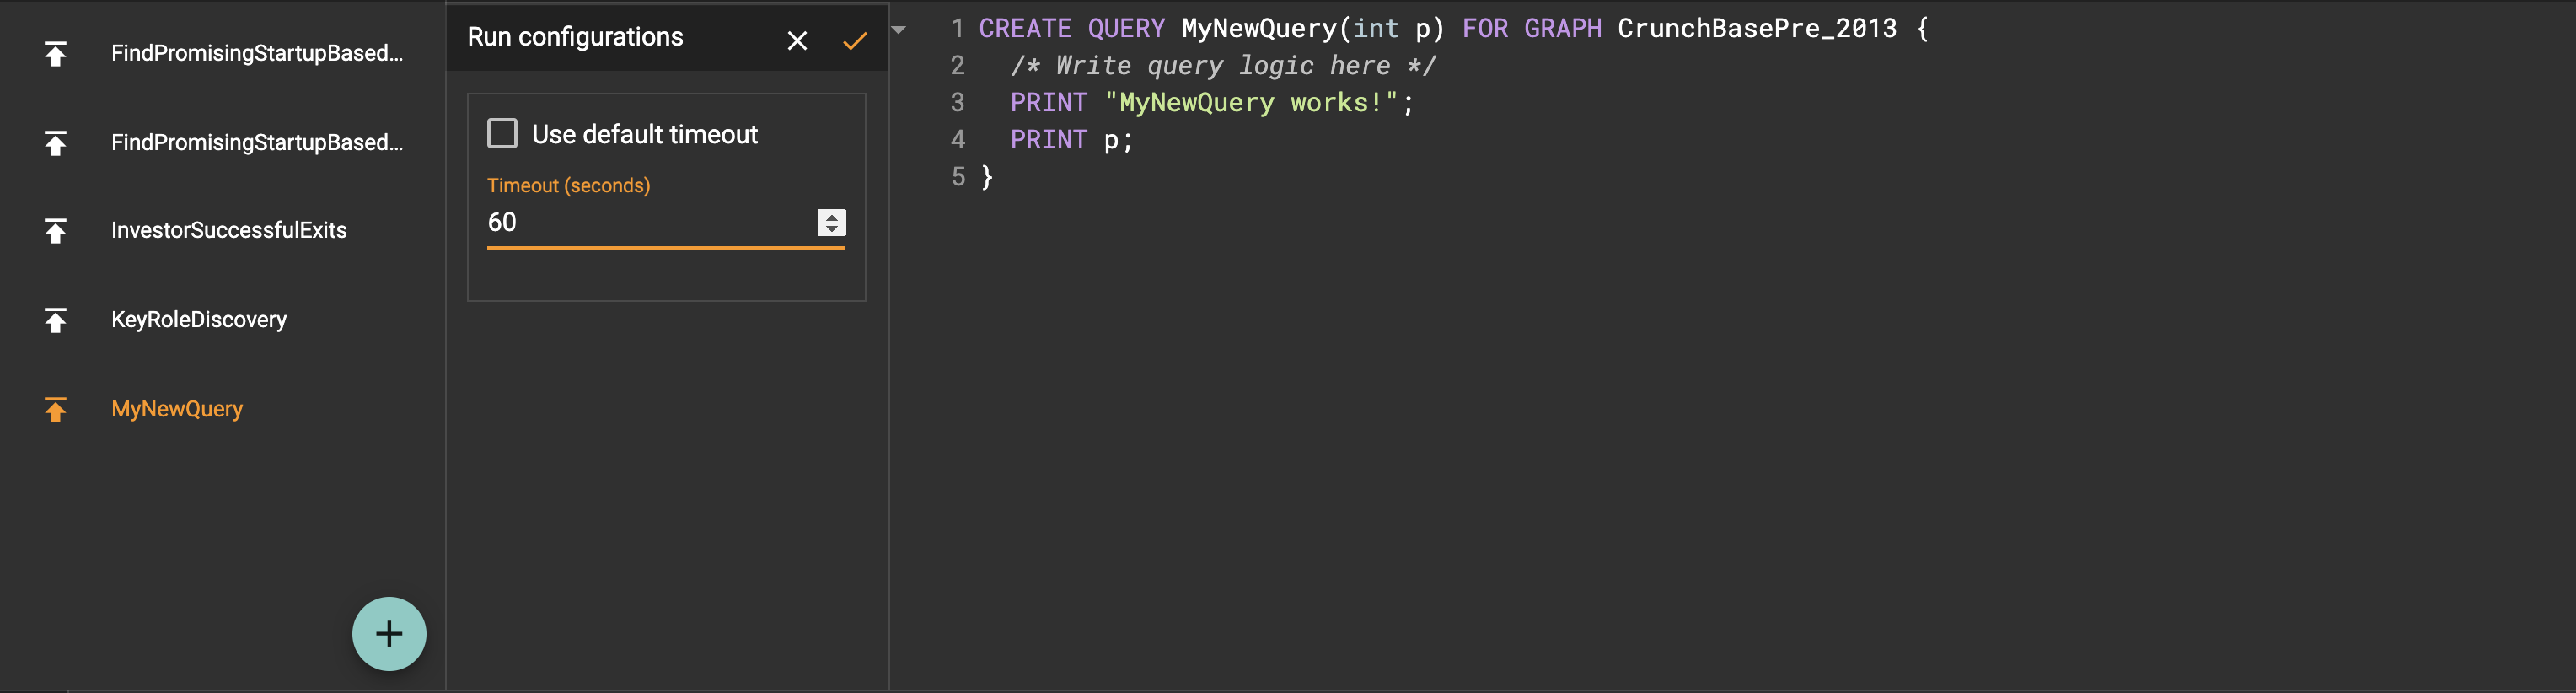 FindPromisingStartupBased...
FindPromisingStartupBased...
InvestorSuccessfulExits
KeyRoleDiscovery
MyNewQuery
Run configurations
Use default timeout
Timeout (seconds)
60
1 CREATE QUERY MyNewQuery(int p) FOR GRAPH CrunchBasePre_2013 {
2   /* Write query logic here */
3   PRINT "MyNewQuery works!";
4   PRINT p;
5 }